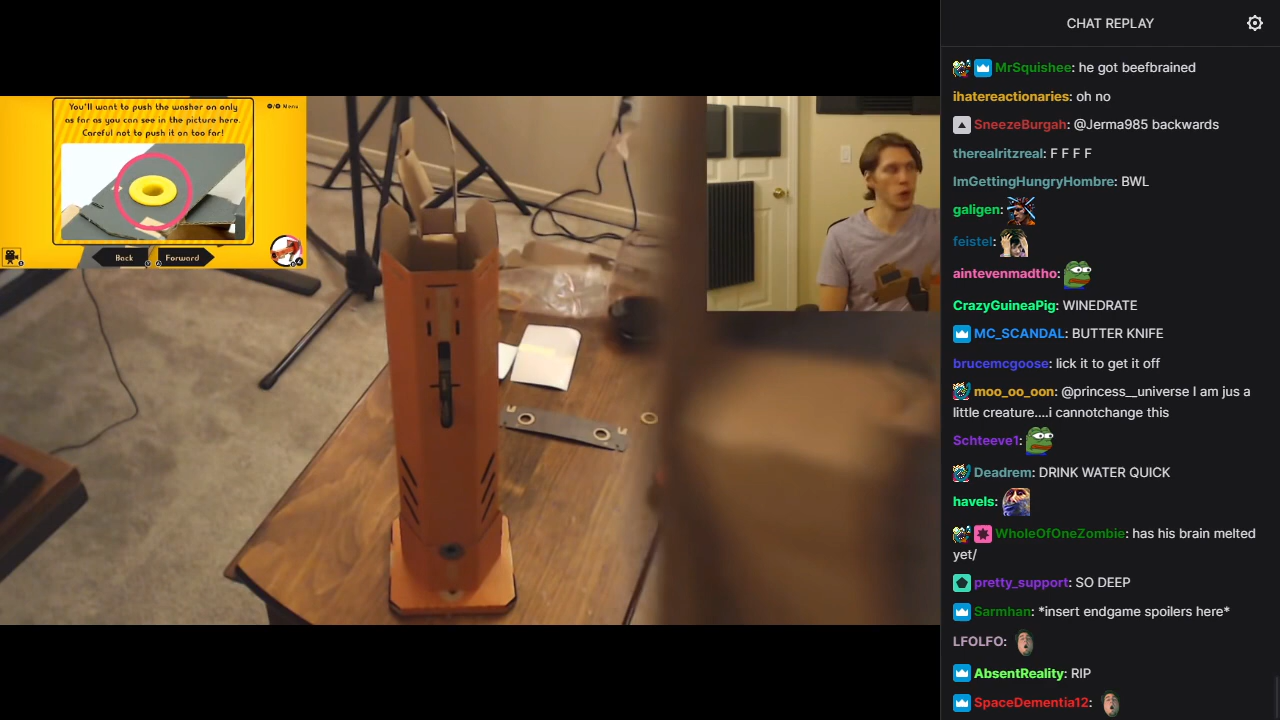 You'll want to push the washer on only
as far as you can see in the picture here.
Careful not to push it on too far!
Menu
Back
Forward
CHAT REPLAY
MrSquishee: he got beefbrained
ihatereactionaries: oh no
SneezeBurgah: @Jerma985 backwards
therealritzreal: F F F F
ImGettingHungryHombre: BWL
galigen:
feistel:
aintevenmadtho:
CrazyGuineaPig: WINEDRATE
MC_SCANDAL: BUTTER KNIFE
brucemcgoose: lick it to get it off
moo_oo_oon: @princess__universe I am jus a
little creature....i cannotchange this
Schteeve1:
Deadrem: DRINK WATER QUICK
havels:
WholeOfOneZombie: has his brain melted
yet/
pretty_support: SO DEEP
Sarmhan: *insert endgame spoilers here*
LFOLFO:
AbsentReality: RIP
SpaceDementia12: